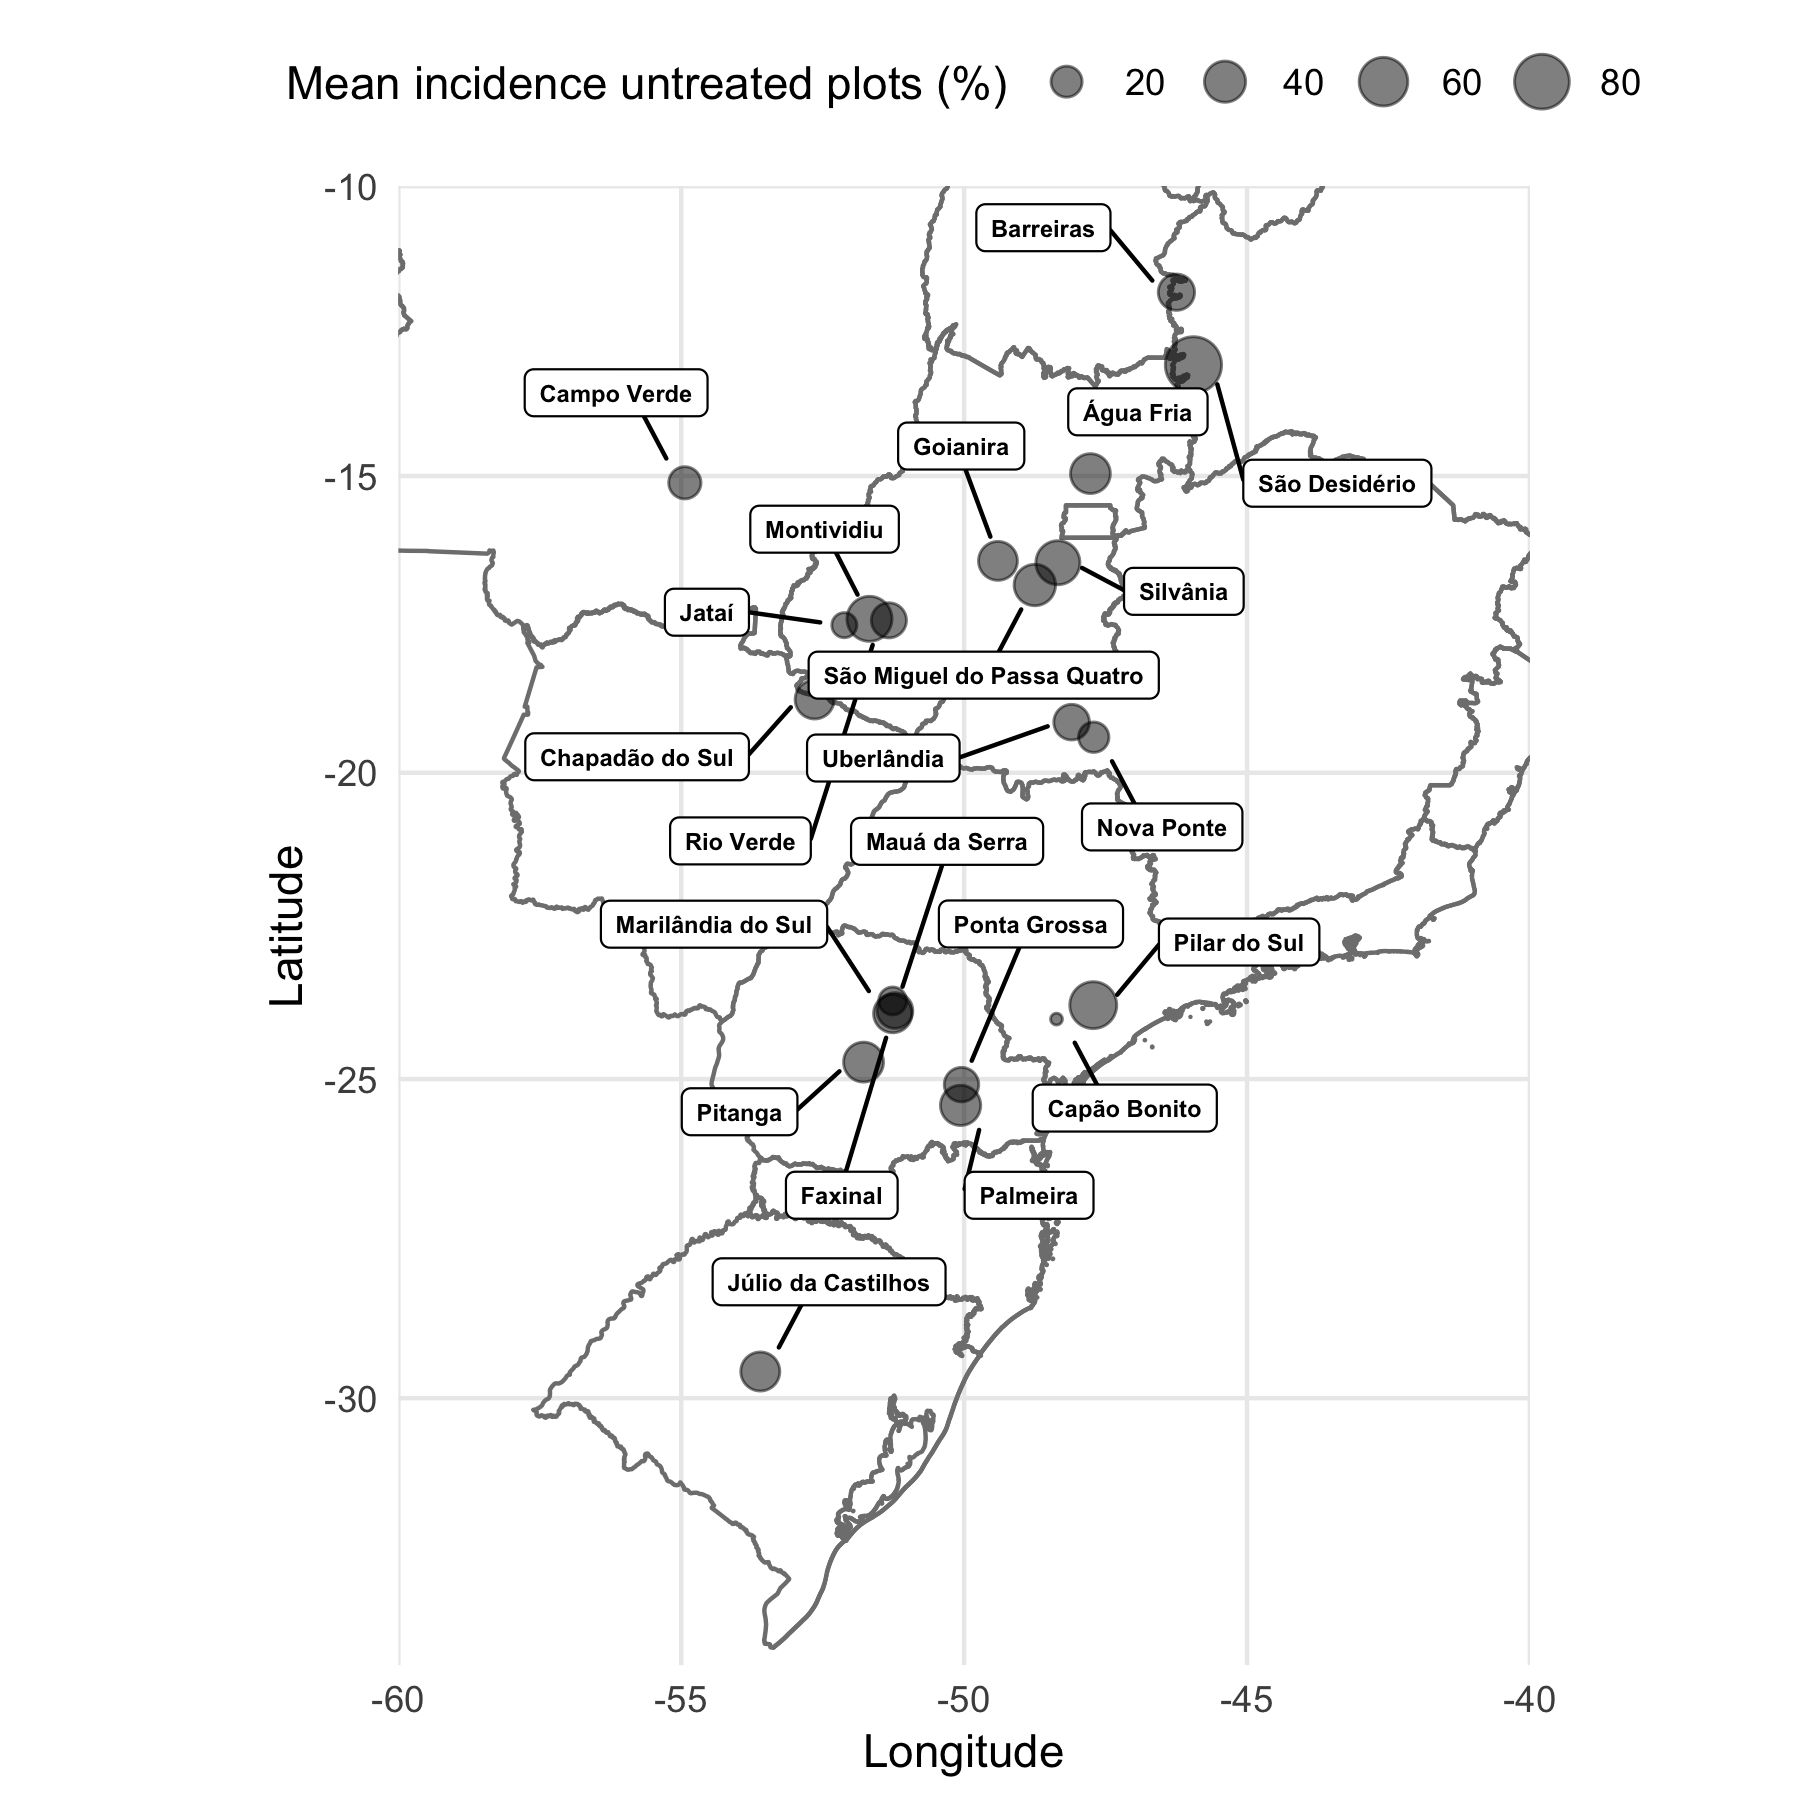 Mean incidence untreated plots (%) 20 40 60 80
-10
Barreiras
Campo Verde
Água Fria
Goianira
-15
São Desidério
Montividiu
Silvânia
Jataí
São Miguel do Passa Quatro
Chapadão do Sul
Uberlândia
-20
Nova Ponte
Rio Verde
Mauá da Serra
Marilândia do Sul
Ponta Grossa
Pilar do Sul
Latitude
-25
Pitanga
Capão Bonito
Faxinal
Palmeira
Júlio da Castilhos
-30
-60 -55 -50 -45 -40
Longitude